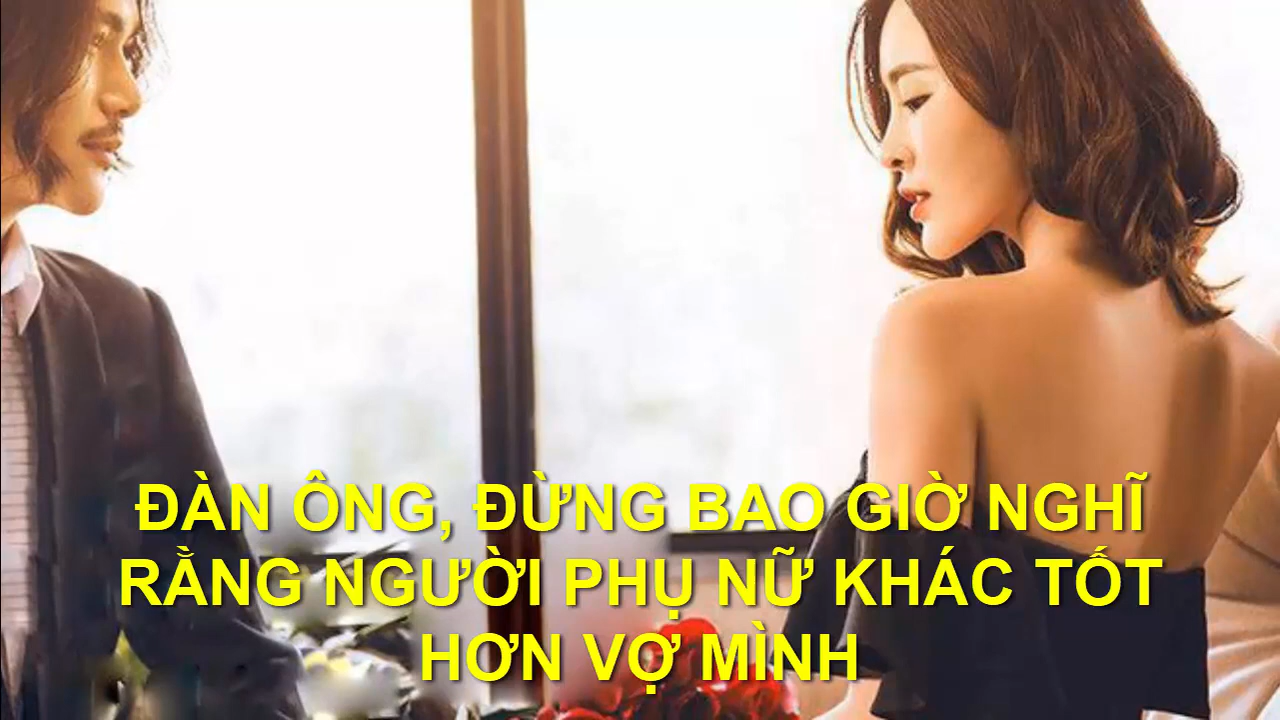 ĐÀN ÔNG, ĐỪNG BAO GIỜ NGHĨ
RẰNG NGƯỜI PHỤ NỮ KHÁC TỐT
HƠN VỢ MÌNH